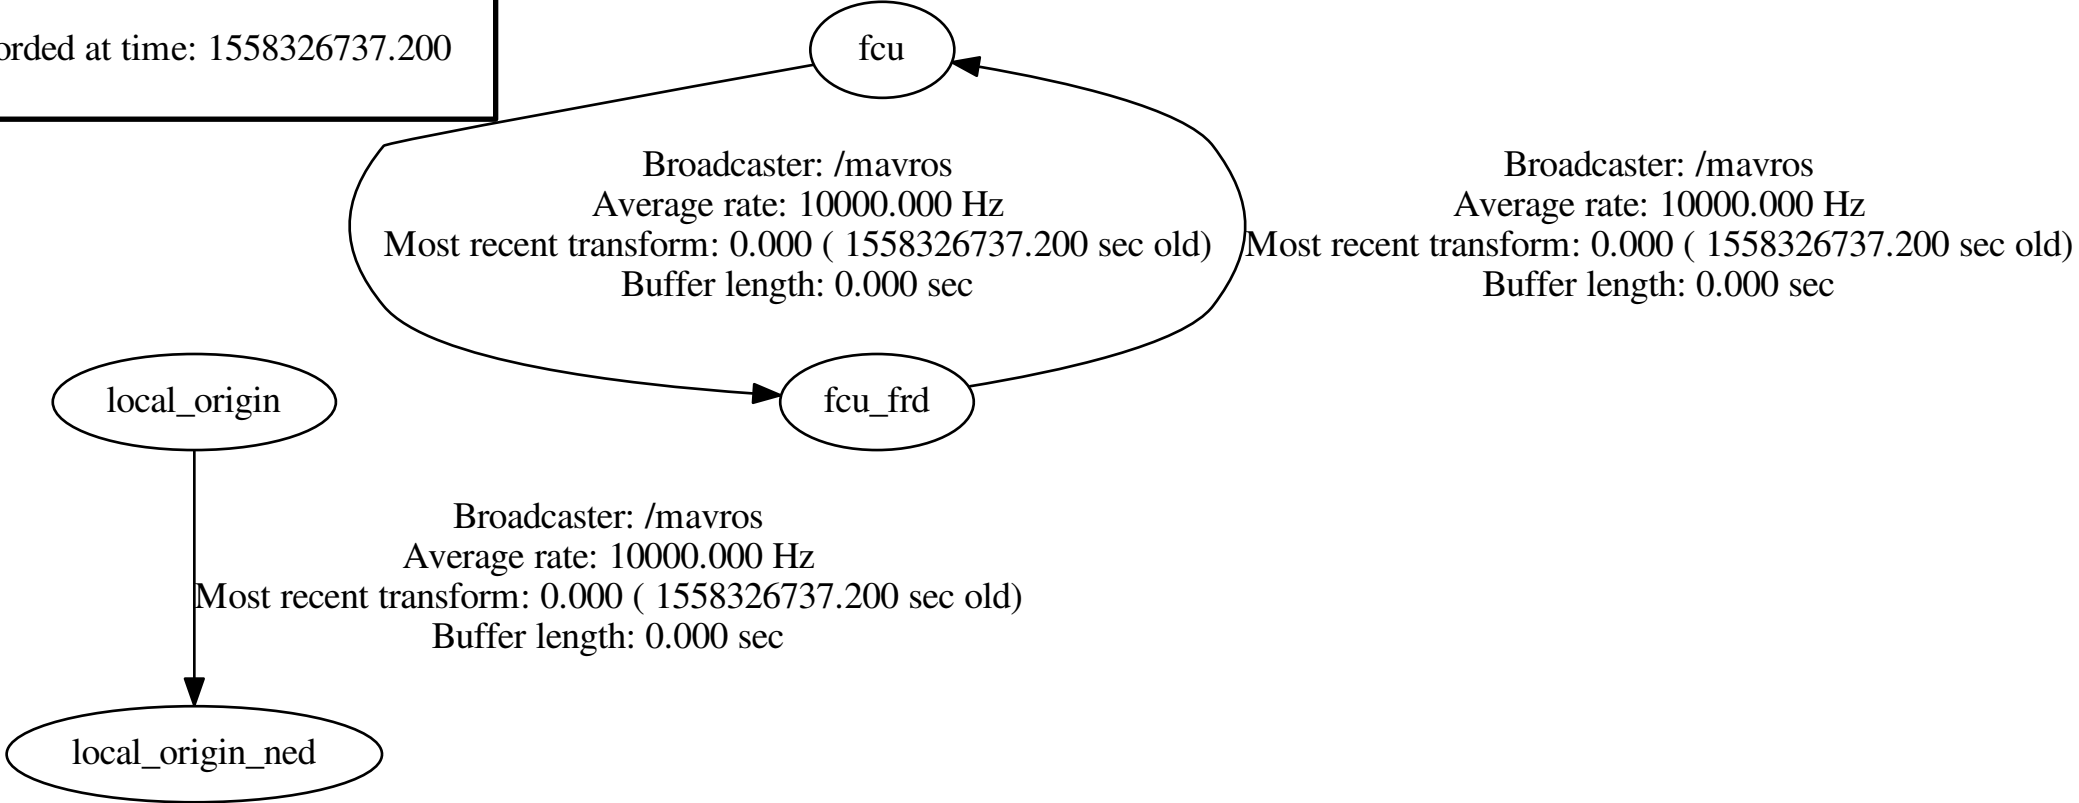 at time: 1558326737.200
fcu
Broadcaster: /mavros
Average rate: 10000.000 Hz
Most recent transform: 0.000 ( 1558326737.200 sec old)
Buffer length: 0.000 sec
Broadcaster: /mavros
Average rate: 10000.000 Hz
Most recent transform: 0.000 ( 1558326737.200 sec old)
Buffer length: 0.000 sec
local_origin
fcu_frd
Broadcaster: /mavros
Average rate: 10000.000 Hz
Most recent transform: 0.000 ( 1558326737.200 sec old)
Buffer length: 0.000 sec
local_origin_ned